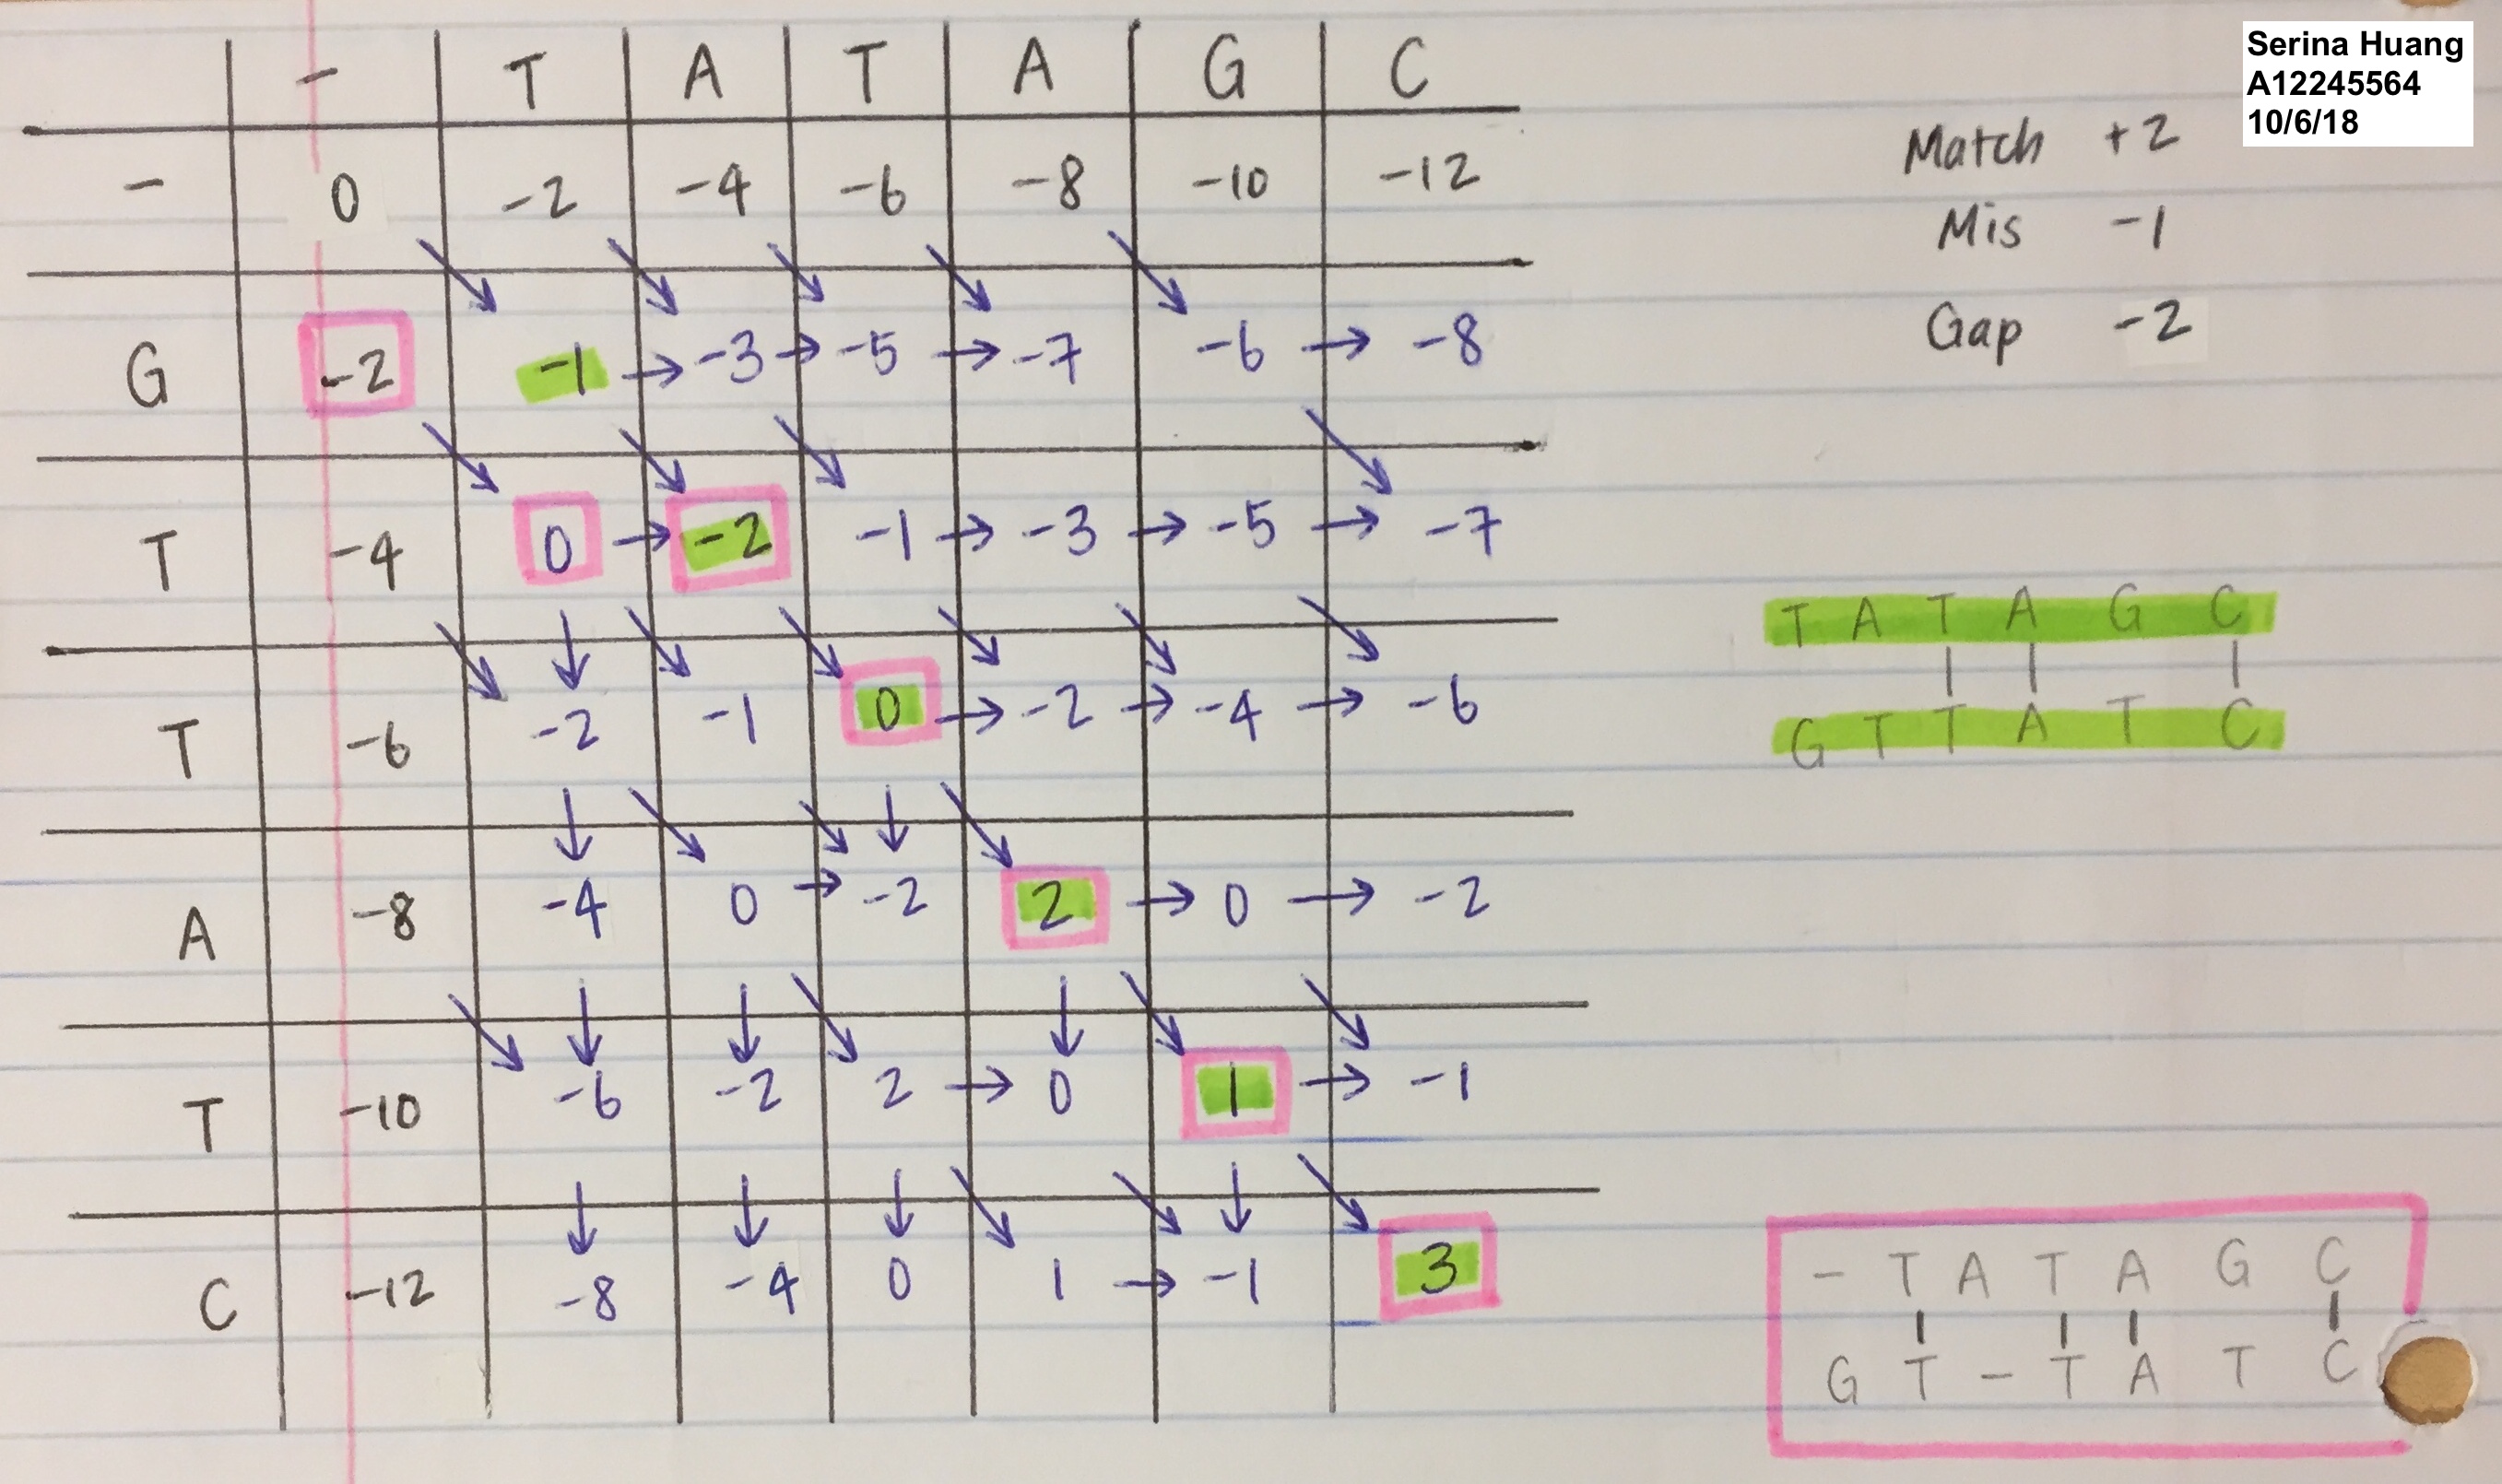 - T A T A G C
- 0 -2 -4 -6 -8 -10 -12
G -2 -1 → -3 → -5 → -7 -6 → -8
T -4 0 → -2 -1 → -3 → -5 → -7
T -6 -2 -1 0 → -2 → -4 → -6
A -8 -4 0 → -2 2 → 0 → -2
T -10 -6 -2 2 → 0 1 → -1
C -12 -8 -4 0 1 → -1 3
Serina Huang
A12245564
10/6/18
Match +2
Mis -1
Gap -2
T A T A G C
G T T A T C
- T A T A G C
G T - T A T C